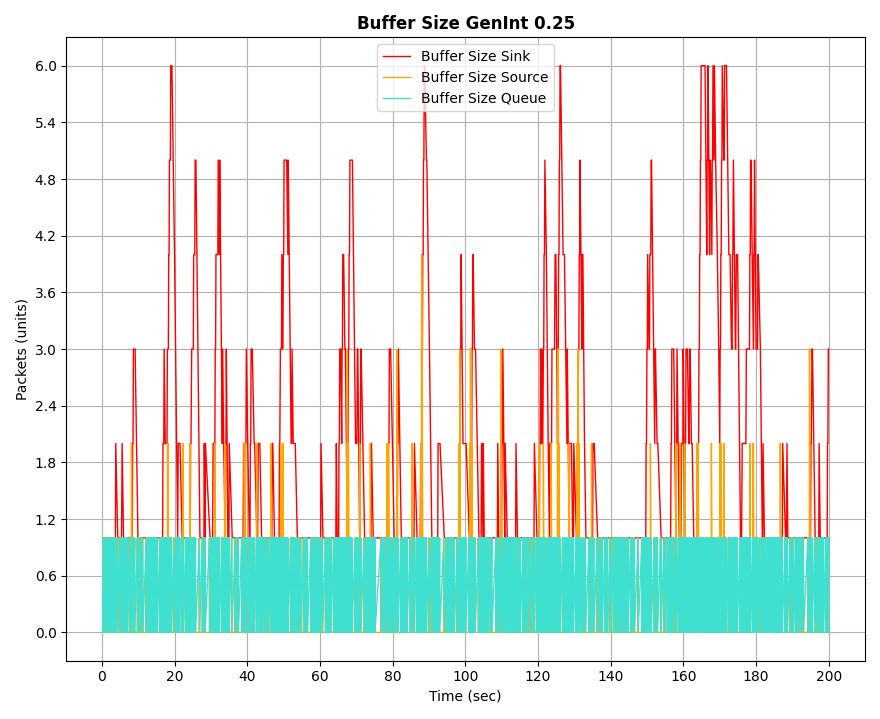 Buffer Size GenInt 0.25
Buffer Size Sink
Buffer Size Source
Buffer Size Queue
Packets (units)
6.0
5.4
4.8
4.2
3.6
3.0
2.4
1.8
1.2
0.6
0.0
0 20 40 60 80 100 120 140 160 180 200
Time (sec)